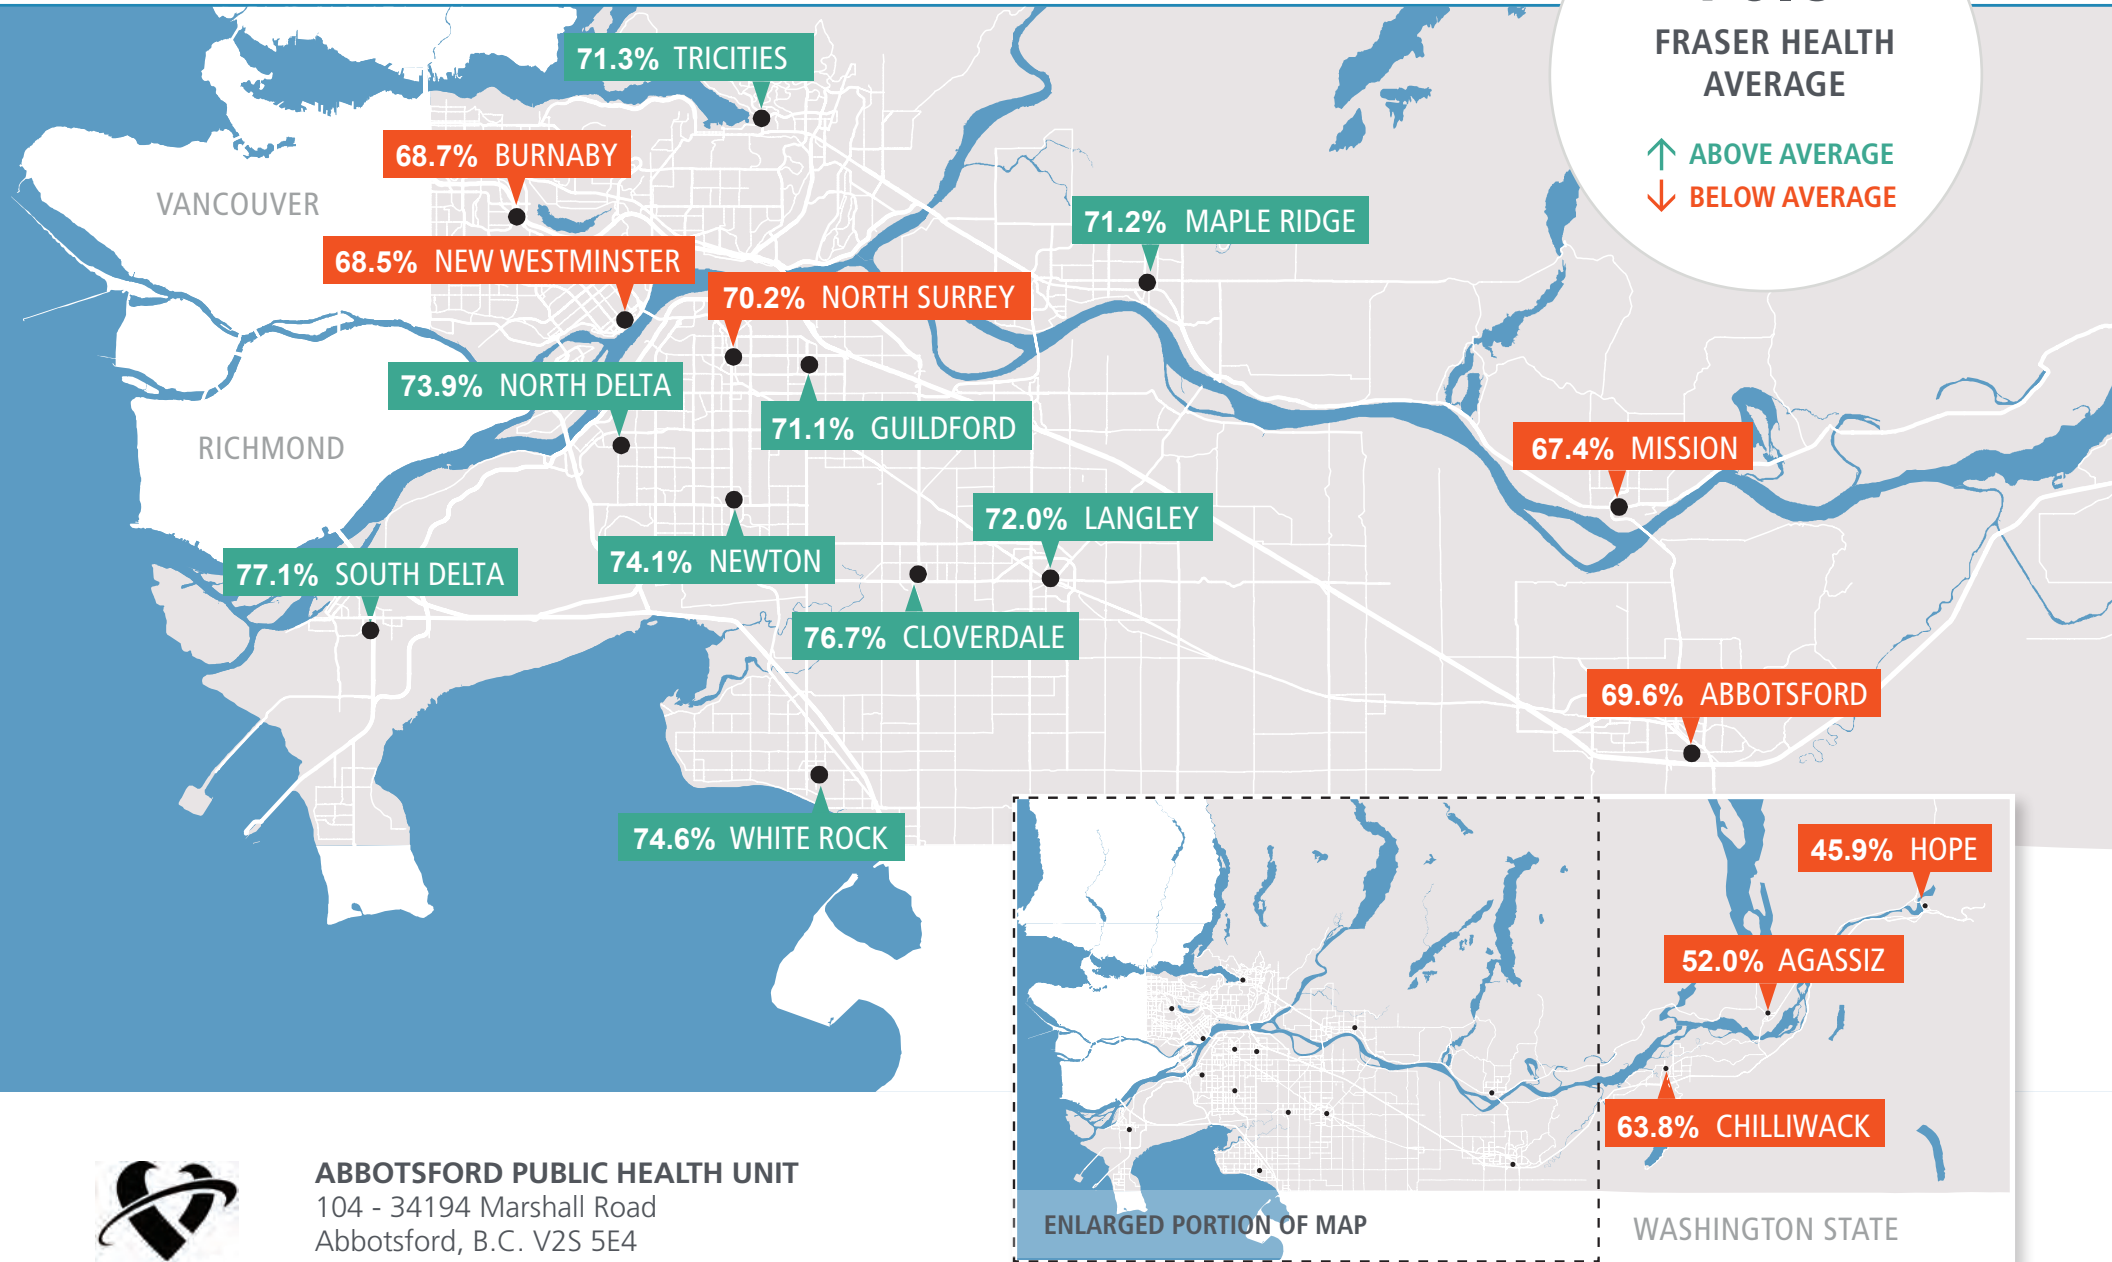 FRASER HEALTH
AVERAGE
↑ ABOVE AVERAGE
↓ BELOW AVERAGE
71.3% TRICITIES
68.7% BURNABY
VANCOUVER
71.2% MAPLE RIDGE
68.5% NEW WESTMINSTER
70.2% NORTH SURREY
73.9% NORTH DELTA
71.1% GUILDFORD
RICHMOND
67.4% MISSION
72.0% LANGLEY
74.1% NEWTON
77.1% SOUTH DELTA
76.7% CLOVERDALE
69.6% ABBOTSFORD
74.6% WHITE ROCK
45.9% HOPE
52.0% AGASSIZ
63.8% CHILLIWACK
ENLARGED PORTION OF MAP
WASHINGTON STATE
ABBOTSFORD PUBLIC HEALTH UNIT
104 - 34194 Marshall Road
Abbotsford, B.C. V2S 5E4